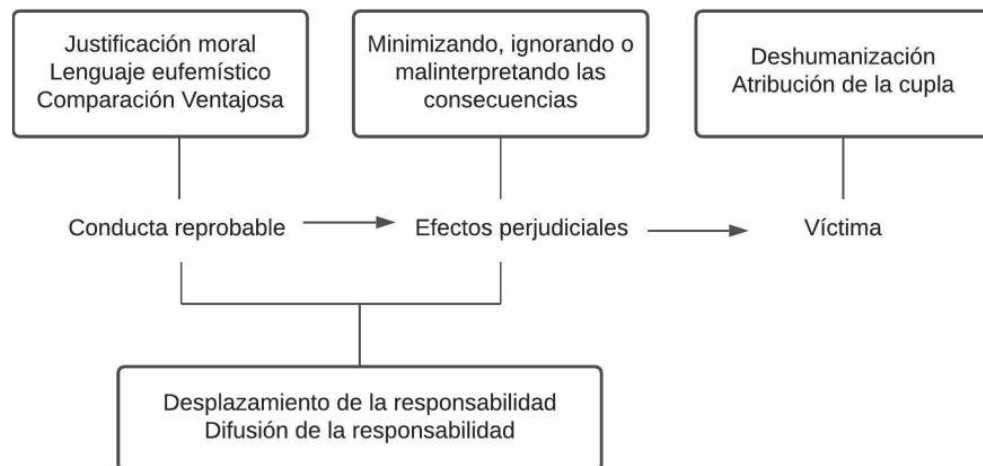 Justificación moral
Lenguaje eufemístico
Comparación Ventajosa
Minimizando, ignorando o
malinterpretando las
consecuencias
Deshumanización
Atribución de la cupla
Conducta reprobable
Efectos perjudiciales
Víctima
Desplazamiento de la responsabilidad
Difusión de la responsabilidad